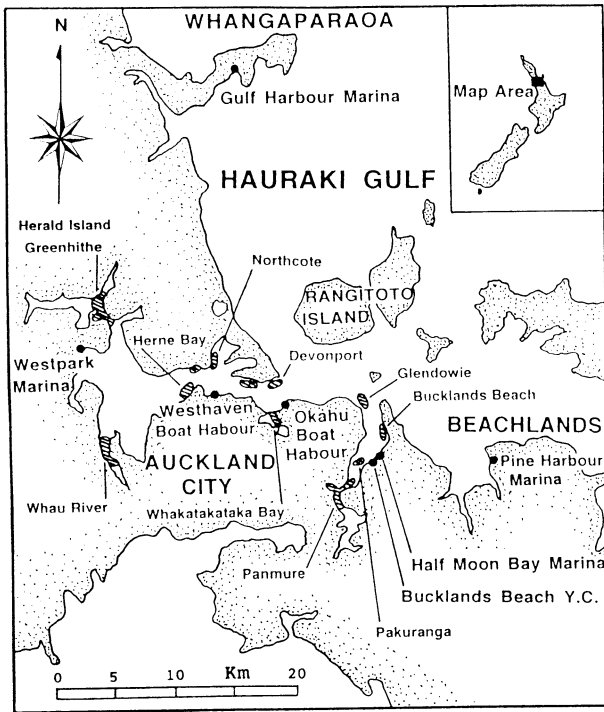 WHANGAPARAOA
N
Gulf Harbour Marina
Map Area
HAURAKI GULF
Herald Island
Greenhithe
Northcote
RANGITOTO
ISLAND
Herne Bay
Devonport
Westpark
Marina
Glendowie
Bucklands Beach
Westhaven
Boat Habour
Okahu
Boat
Habour
BEACHLANDS
AUCKLAND
CITY
Pine Harbour
Marina
Whau River
Whakatakataka Bay
Panmure
Half Moon Bay Marina
Bucklands Beach Y.C.
Pakuranga
Km
0 5 10 20